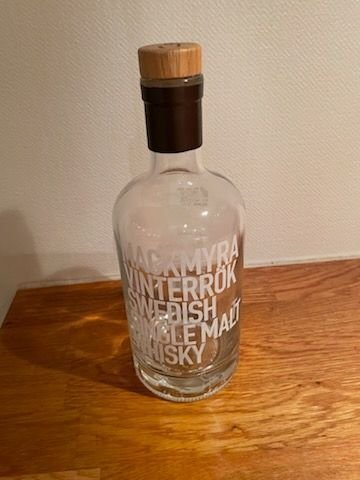 MACKMYRA
VINTERRÖK
SWEDISH
SINGLE MALT
WHISKY